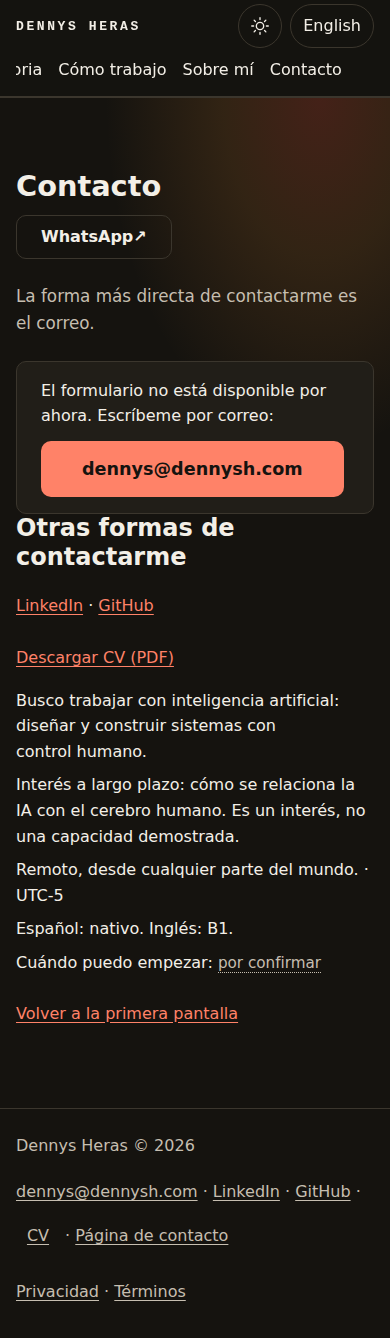 DENNYS HERAS
English
oria Cómo trabajo Sobre mí Contacto
Contacto
WhatsApp↗
La forma más directa de contactarme es
el correo.
El formulario no está disponible por
ahora. Escríbeme por correo:
dennys@dennysh.com
Otras formas de
contactarme
LinkedIn · GitHub
Descargar CV (PDF)
Busco trabajar con inteligencia artificial:
diseñar y construir sistemas con
control humano.
Interés a largo plazo: cómo se relaciona la
IA con el cerebro humano. Es un interés, no
una capacidad demostrada.
Remoto, desde cualquier parte del mundo. ·
UTC-5
Español: nativo. Inglés: B1.
Cuándo puedo empezar: por confirmar
Volver a la primera pantalla
Dennys Heras © 2026
dennys@dennysh.com · LinkedIn · GitHub ·
CV · Página de contacto
Privacidad · Términos